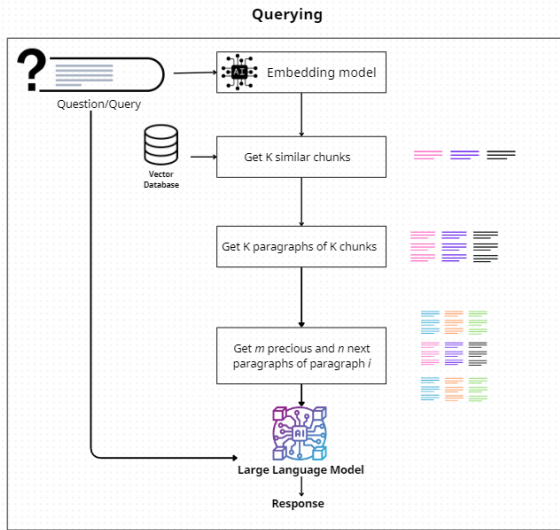 Querying
?
Question/Query
AI
Embedding model
Vector
Database
Get K similar chunks
Get K paragraphs of K chunks
Get m precious and n next
paragraphs of paragraph i
AI
Large Language Model
Response